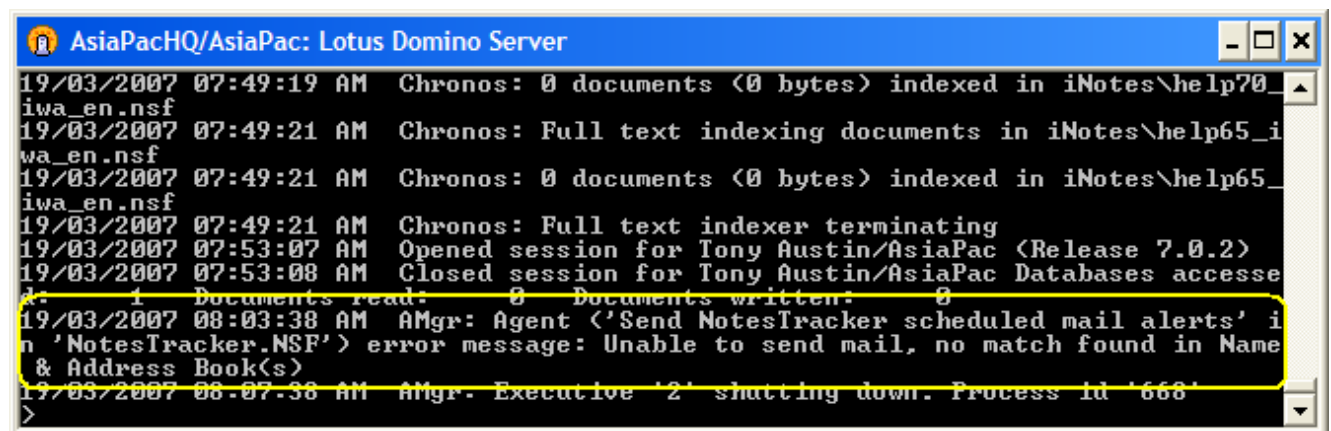 AsiaPacHQ/AsiaPac: Lotus Domino Server
19/03/2007 07:49:19 AM  Chronos: 0 documents (0 bytes) indexed in iNotes\help70_
iwa_en.nsf
19/03/2007 07:49:21 AM  Chronos: Full text indexing documents in iNotes\help65_i
wa_en.nsf
19/03/2007 07:49:21 AM  Chronos: 0 documents (0 bytes) indexed in iNotes\help65_
iwa_en.nsf
19/03/2007 07:49:21 AM  Chronos: Full text indexer terminating
19/03/2007 07:53:07 AM  Opened session for Tony Austin/AsiaPac (Release 7.0.2)
19/03/2007 07:53:08 AM  Closed session for Tony Austin/AsiaPac Databases accesse
d:     1   Documents read:     0   Documents written:     0
19/03/2007 08:03:38 AM  AMgr: Agent ('Send NotesTracker scheduled mail alerts' i
n 'NotesTracker.NSF') error message: Unable to send mail, no match found in Name
 & Address Book(s)
19/03/2007 08:07:38 AM  AMgr: Executive '2' shutting down. Process id '668'
>